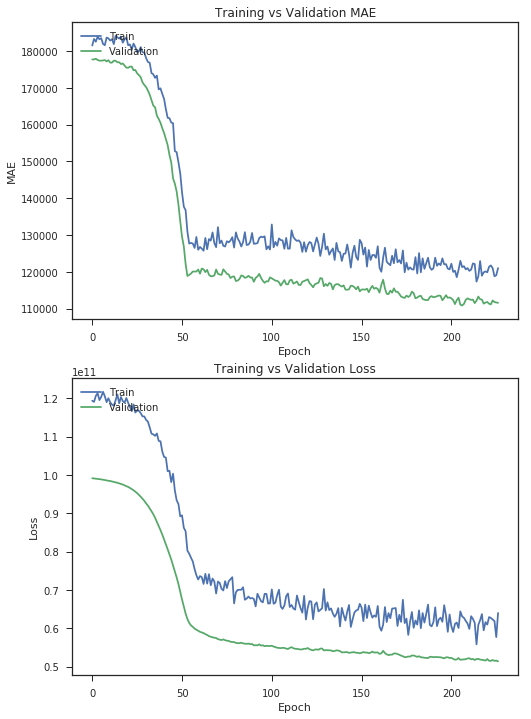 Training vs Validation MAE
Train
Validation
180000
170000
160000
150000
140000
130000
120000
110000
MAE
0 50 100 150 200
Epoch
1e11
Training vs Validation Loss
Train
Validation
1.2
1.1
1.0
0.9
0.8
0.7
0.6
0.5
Loss
0 50 100 150 200
Epoch